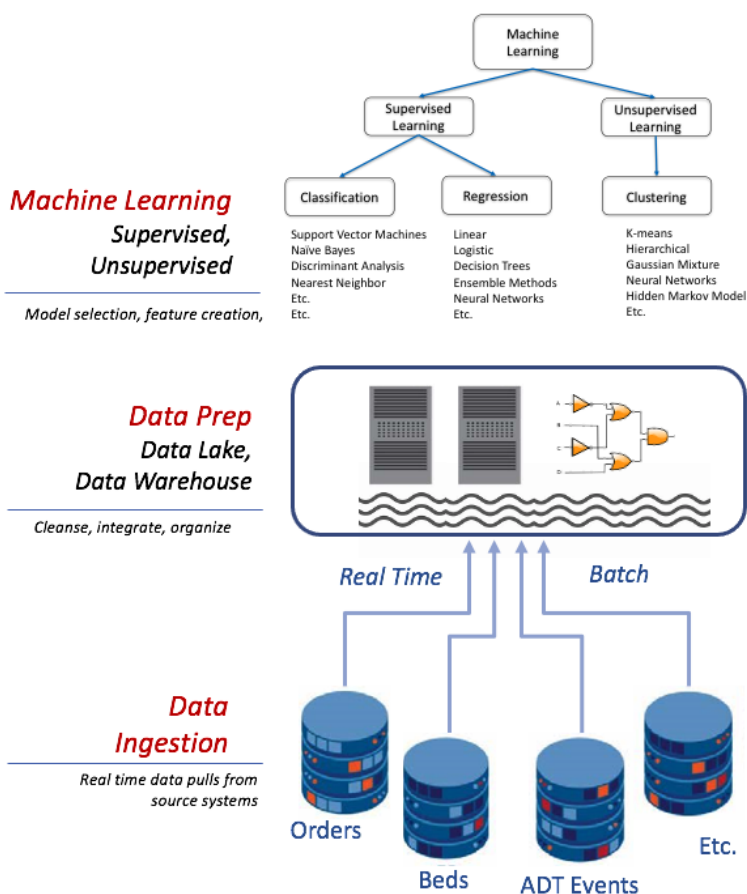 Machine
Learning
Supervised
Learning
Unsupervised
Learning
Classification
Regression
Clustering
Support Vector Machines
Naïve Bayes
Discriminant Analysis
Nearest Neighbor
Etc.
Etc.
Linear
Logistic
Decision Trees
Ensemble Methods
Neural Networks
Etc.
K-means
Hierarchical
Gaussian Mixture
Neural Networks
Hidden Markov Model
Etc.
Machine Learning
Supervised,
Unsupervised
Model selection, feature creation,
Data Prep
Data Lake,
Data Warehouse
Cleanse, integrate, organize
A
B
C
D
Real Time
Batch
Data
Ingestion
Real time data pulls from
source systems
Orders
Beds
ADT Events
Etc.